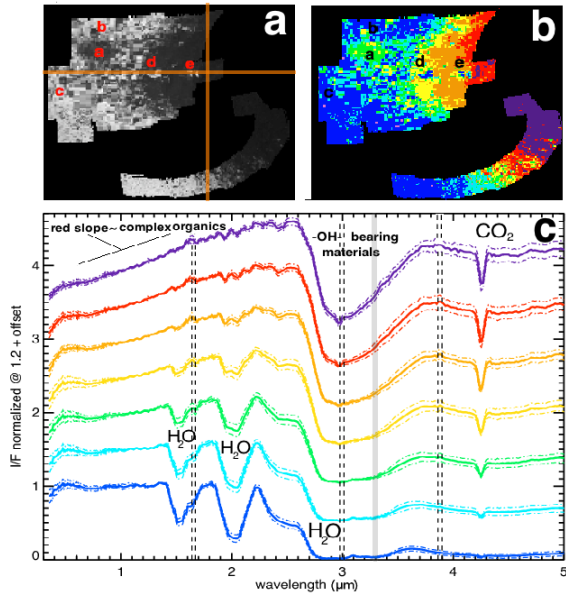 a
b
a
d
e
c
b
b
a
d
e
c
c
red slope~ complex organics
-OH- bearing
materials
CO2
H2O
H2O
H2O
4
3
2
1
0
I/F normalized @ 1.2 + offset
1
2
3
4
5
wavelength (μm)